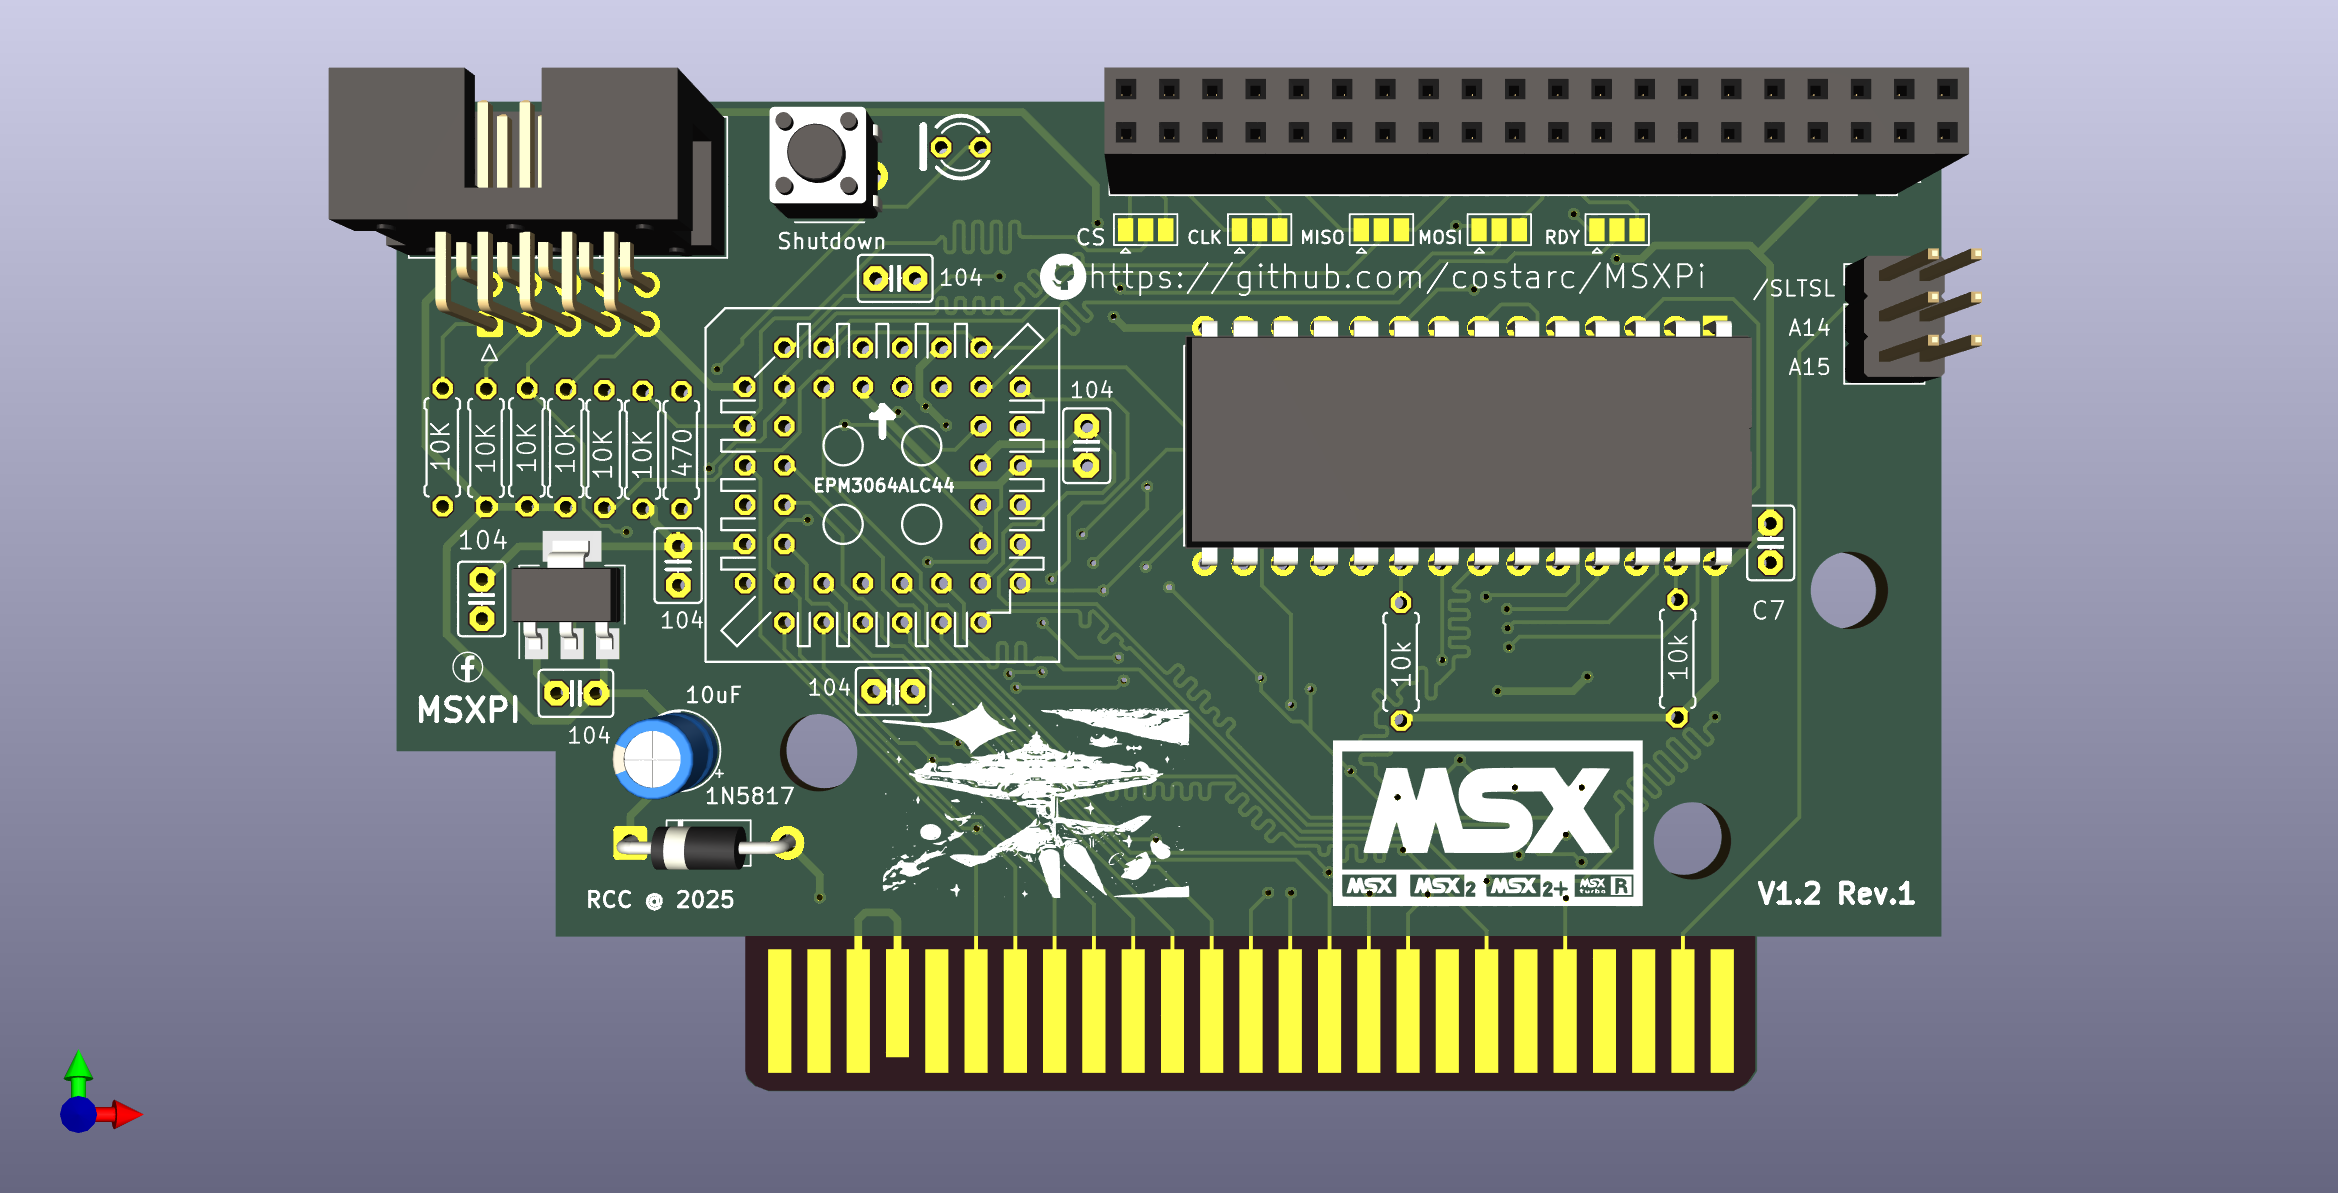 Shutdown
CS
CLK
MISO
MOSI
RDY
104
https://github.com/costarc/MSXPi
/SLTSL
A14
A15
104
10K
10K
10K
10K
10K
10K
470
EPM3064ALC44
104
104
C7
10k
10k
MSXPI
104
10uF
104
+
1N5817
MSX
MSX
MSX 2
MSX 2+
MSX turbo R
RCC @ 2025
V1.2 Rev.1